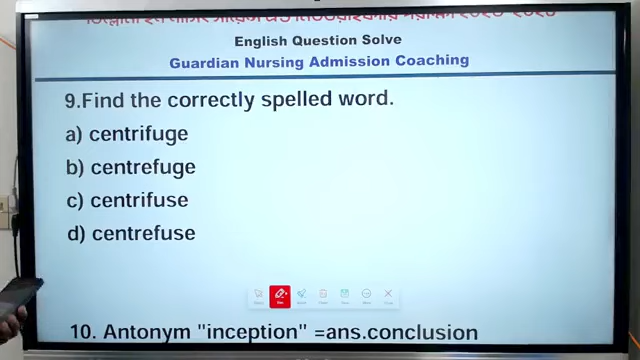 English Question Solve
Guardian Nursing Admission Coaching
9.Find the correctly spelled word.
a) centrifuge
b) centrefuge
c) centrifuse
d) centrefuse
10. Antonym "inception" =ans.conclusion